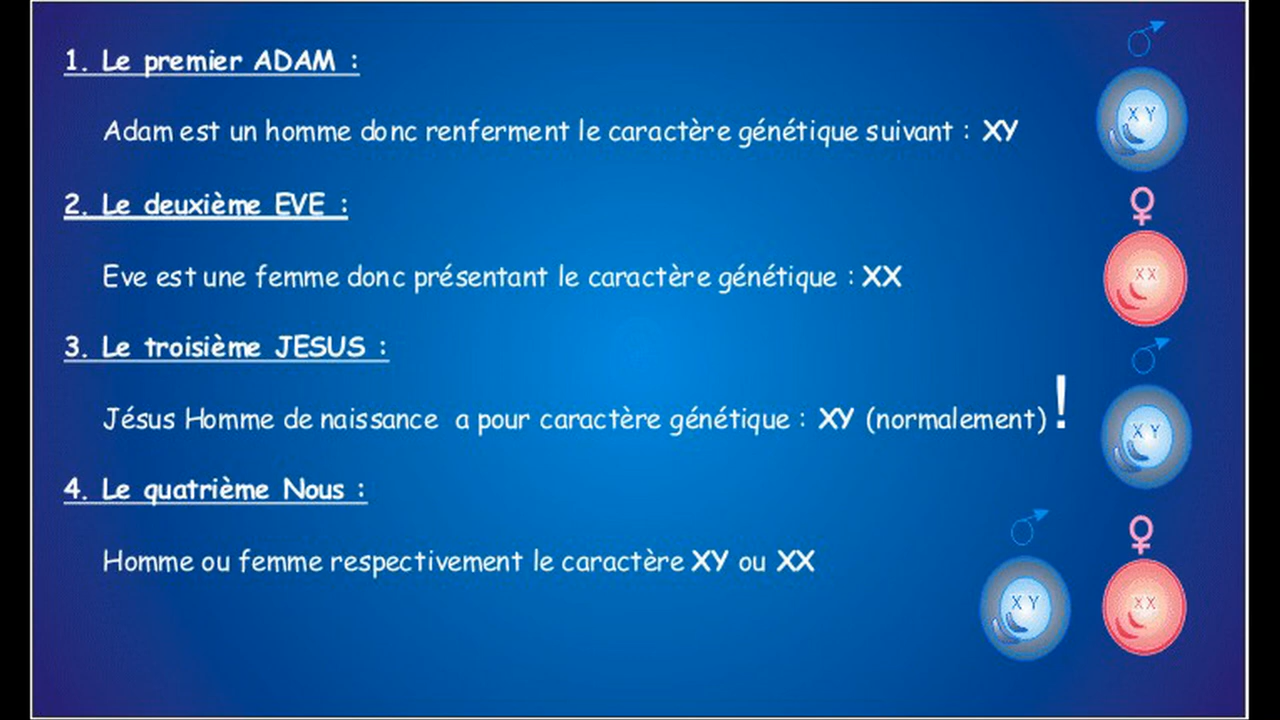 1. Le premier ADAM :
Adam est un homme donc renferment le caractère génétique suivant : XY
X Y
2. Le deuxième EVE :
Eve est une femme donc présentant le caractère génétique : XX
X X
3. Le troisième JESUS :
Jésus Homme de naissance a pour caractère génétique : XY (normalement) !
X Y
4. Le quatrième Nous :
Homme ou femme respectivement le caractère XY ou XX
X Y
X X